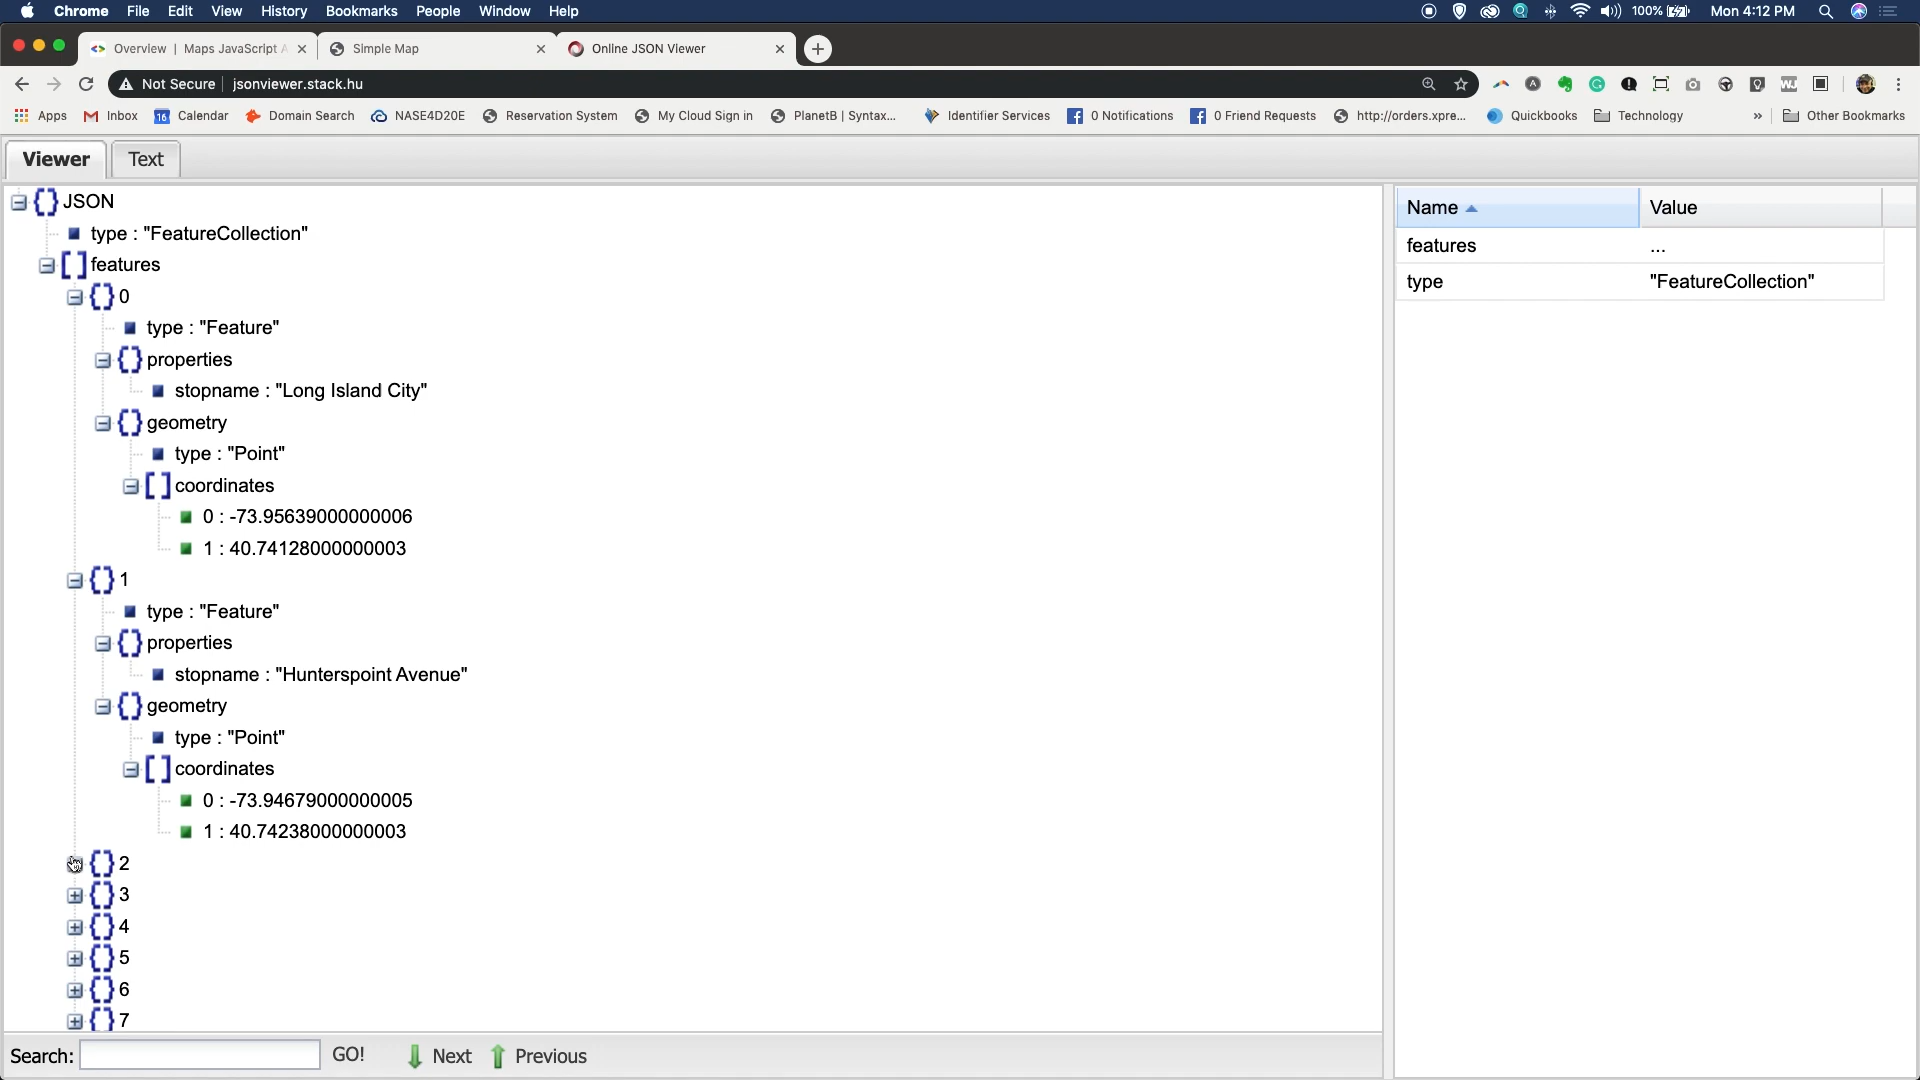 Chrome File Edit View History Bookmarks People Window Help 100% Mon 4:12 PM
Overview | Maps JavaScript A Simple Map Online JSON Viewer
Not Secure jsonviewer.stack.hu
Apps Inbox Calendar Domain Search NASE4D20E Reservation System My Cloud Sign in PlanetB | Syntax... Identifier Services 0 Notifications 0 Friend Requests http://orders.xpre... Quickbooks Technology » Other Bookmarks
Viewer Text
JSON
type : "FeatureCollection"
[ ] features
{ } 0
type : "Feature"
{ } properties
stopname : "Long Island City"
{ } geometry
type : "Point"
[ ] coordinates
0 : -73.95639000000006
1 : 40.74128000000003
{ } 1
type : "Feature"
{ } properties
stopname : "Hunterspoint Avenue"
{ } geometry
type : "Point"
[ ] coordinates
0 : -73.94679000000005
1 : 40.74238000000003
{ } 2
{ } 3
{ } 4
{ } 5
{ } 6
{ } 7
Name Value
features ...
type "FeatureCollection"
Search: GO! Next Previous